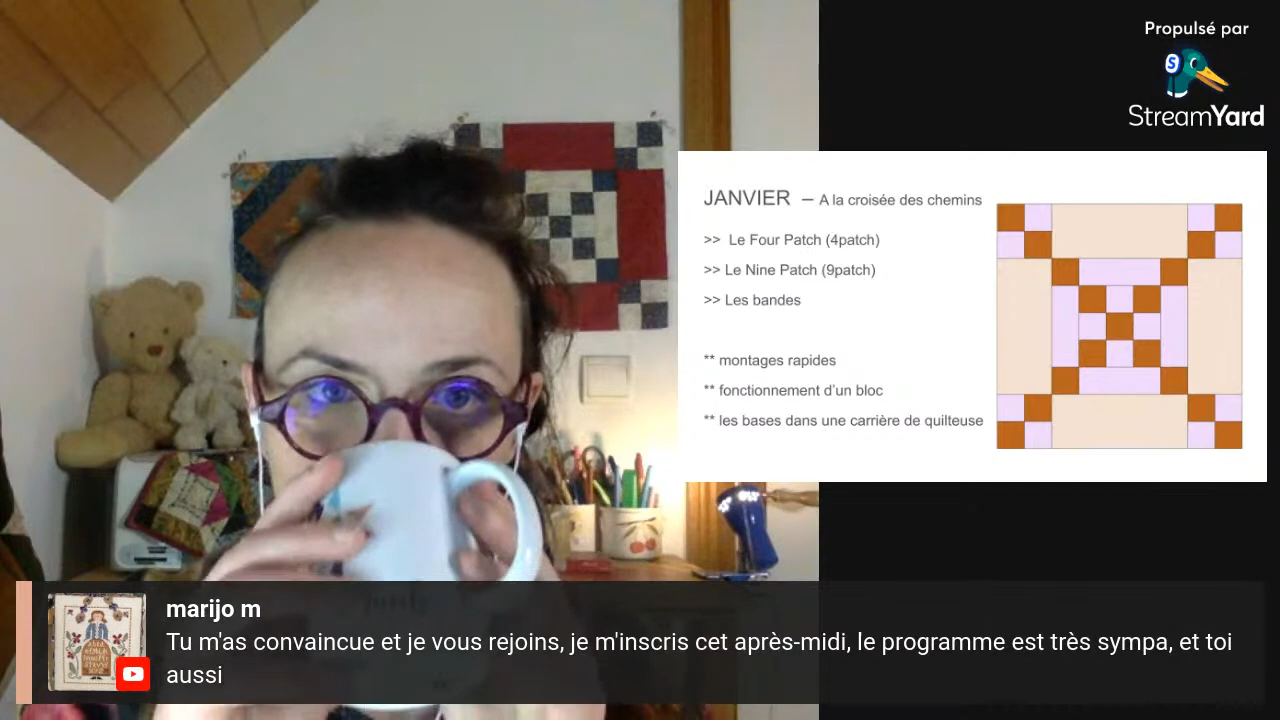 Propulsé par
StreamYard
JANVIER – A la croisée des chemins
>> Le Four Patch (4patch)
>> Le Nine Patch (9patch)
>> Les bandes
** montages rapides
** fonctionnement d'un bloc
** les bases dans une carrière de quilteuse
marijo m
Tu m'as convaincue et je vous rejoins, je m'inscris cet après-midi, le programme est très sympa, et toi
aussi